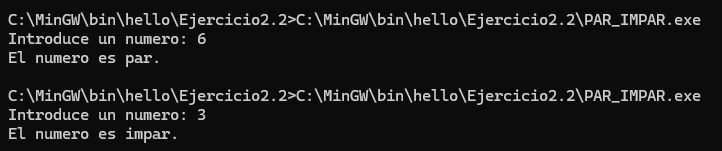 C:\MinGW\bin\hello\Ejercicio2.2>C:\MinGW\bin\hello\Ejercicio2.2\PAR_IMPAR.exe
Introduce un numero: 6
El numero es par.
C:\MinGW\bin\hello\Ejercicio2.2>C:\MinGW\bin\hello\Ejercicio2.2\PAR_IMPAR.exe
Introduce un numero: 3
El numero es impar.